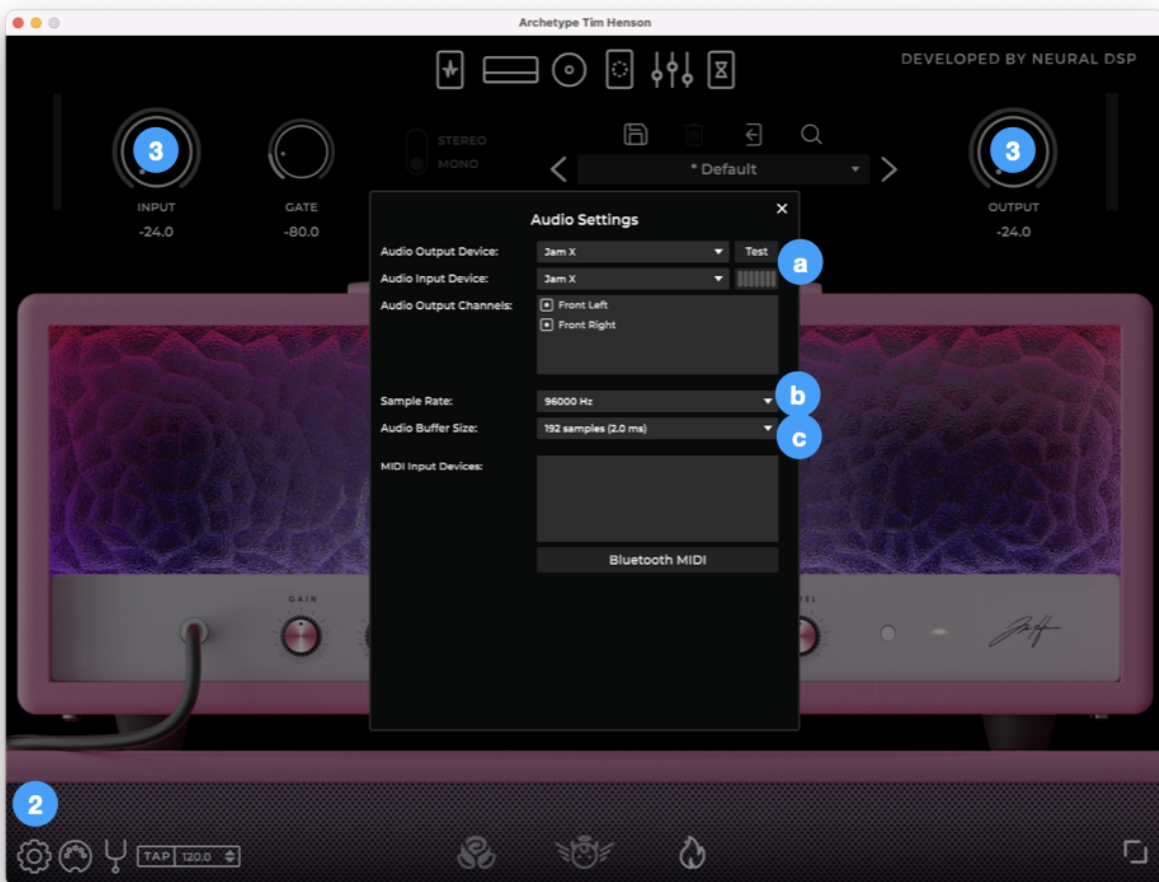 Archetype Tim Henson
DEVELOPED BY NEURAL DSP
3
STEREO
MONO
* Default
3
INPUT
-24.0
GATE
-80.0
OUTPUT
-24.0
Audio Settings
Audio Output Device: Jam X Test
a
Audio Input Device: Jam X
Audio Output Channels: Front Left
Front Right
Sample Rate: 96000 Hz
b
Audio Buffer Size: 192 samples (2.0 ms)
c
MIDI Input Devices:
Bluetooth MIDI
GAIN
2
TAP 120.0